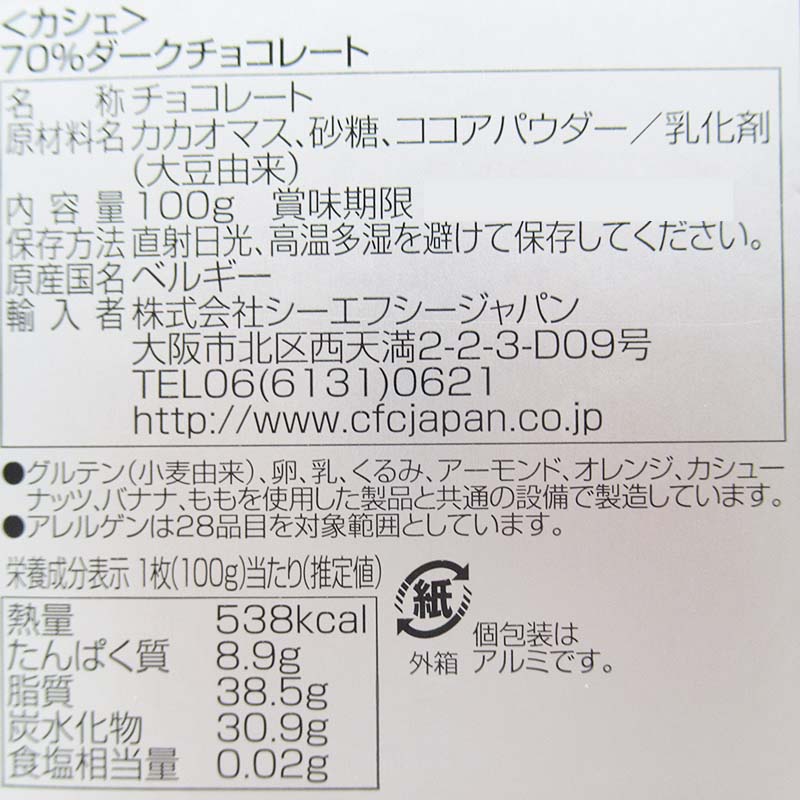 〈カシェ〉
70%ダークチョコレート
名称 チョコレート
原材料名 カカオマス、砂糖、ココアパウダー／乳化剤
(大豆由来)
内容量 100g 賞味期限
保存方法 直射日光、高温多湿を避けて保存してください。
原産国名 ベルギー
輸入者 株式会社シーエフシージャパン
大阪市北区西天満2-2-3-D09号
TEL06(6131)0621
http://www.cfcjapan.co.jp
●グルテン(小麦由来)、卵、乳、くるみ、アーモンド、オレンジ、カシュー
ナッツ、バナナ、ももを使用した製品と共通の設備で製造しています。
●アレルゲンは28品目を対象範囲としています。
栄養成分表示 1枚(100g)当たり(推定値)
熱量 538kcal
たんぱく質 8.9g
脂質 38.5g
炭水化物 30.9g
食塩相当量 0.02g
紙
外箱
個包装は
アルミです。